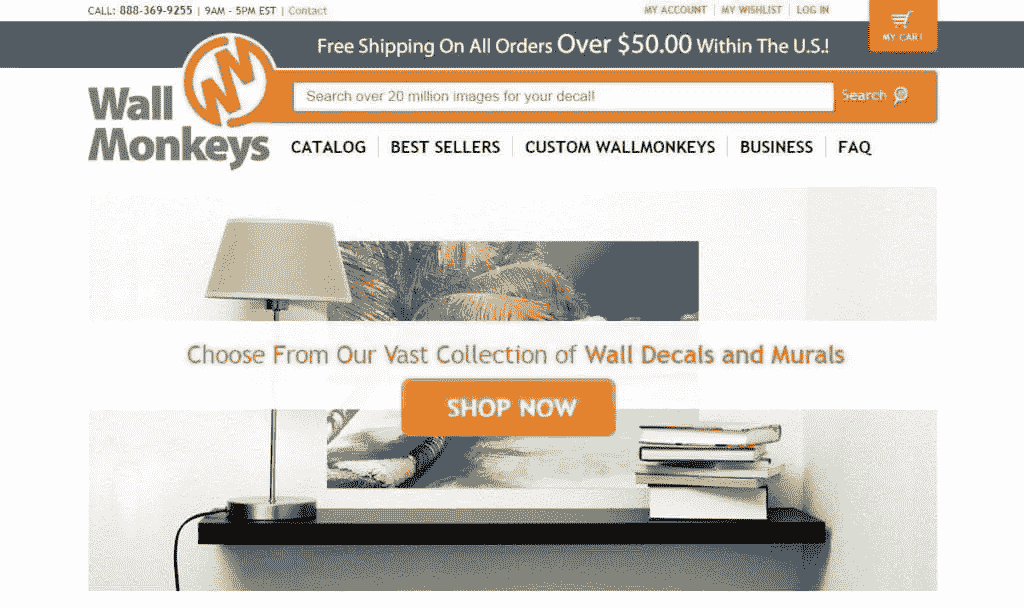 CALL: 888-369-9255 | 9AM - 5PM EST | Contact
MY ACCOUNT | MY WISHLIST | LOG IN
MY CART
Free Shipping On All Orders Over $50.00 Within The U.S.!
Wall
Monkeys
Search over 20 million images for your decal!
Search
CATALOG
BEST SELLERS
CUSTOM WALLMONKEYS
BUSINESS
FAQ
Choose From Our Vast Collection of Wall Decals and Murals
SHOP NOW